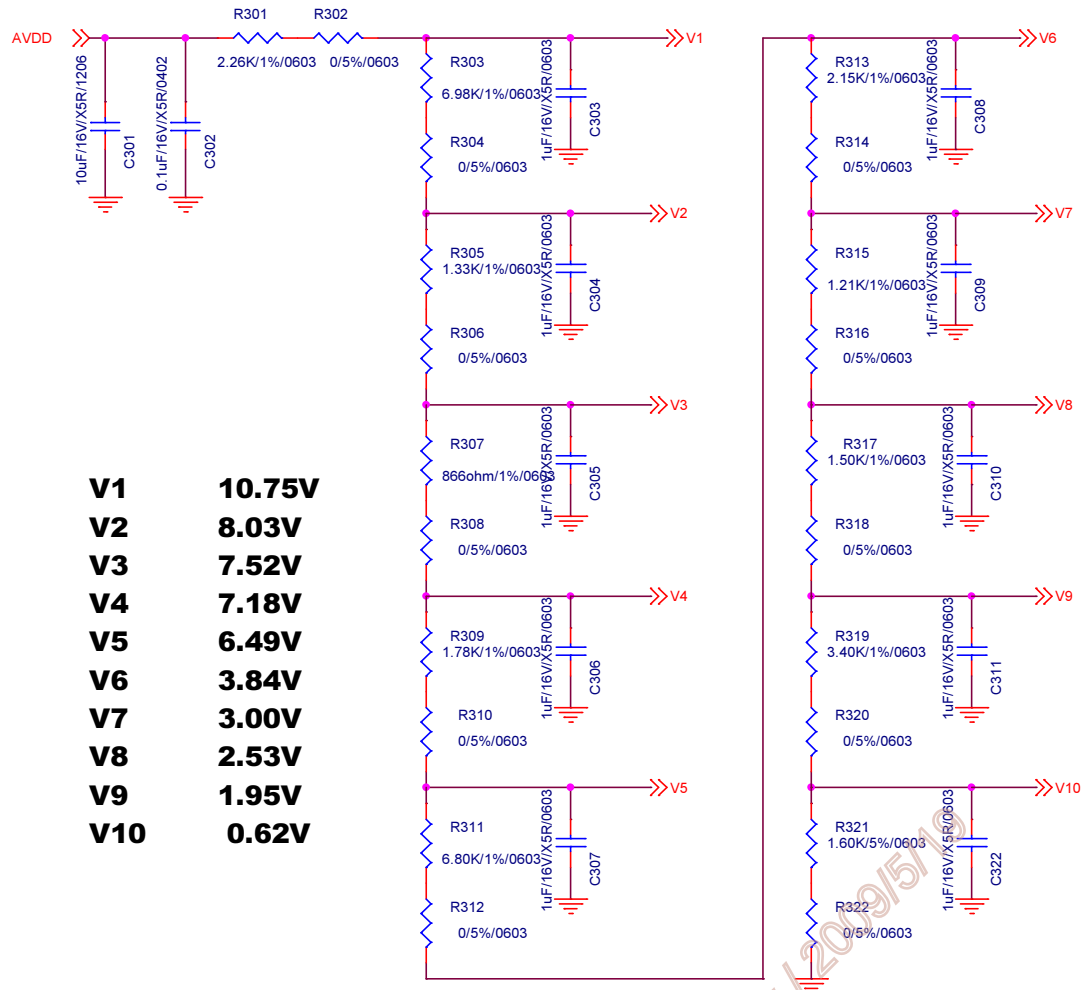 AVDD
R301
2.26K/1%/0603
R302
0/5%/0603
10uF/16V/X5R/1206
C301
0.1uF/16V/X5R/0402
C302
V1
R303
6.98K/1%/0603
R304
0/5%/0603
1uF/16V/X5R/0603
C303
V2
R305
1.33K/1%/0603
R306
0/5%/0603
1uF/16V/X5R/0603
C304
V3
R307
866ohm/1%/0603
R308
0/5%/0603
1uF/16V/X5R/0603
C305
V4
R309
1.78K/1%/0603
R310
0/5%/0603
1uF/16V/X5R/0603
C306
V5
R311
6.80K/1%/0603
R312
0/5%/0603
1uF/16V/X5R/0603
C307
V6
R313
2.15K/1%/0603
R314
0/5%/0603
1uF/16V/X5R/0603
C308
V7
R315
1.21K/1%/0603
R316
0/5%/0603
1uF/16V/X5R/0603
C309
V8
R317
1.50K/1%/0603
R318
0/5%/0603
1uF/16V/X5R/0603
C310
V9
R319
3.40K/1%/0603
R320
0/5%/0603
1uF/16V/X5R/0603
C311
V10
R321
1.60K/5%/0603
R322
0/5%/0603
1uF/16V/X5R/0603
C322
V1 10.75V
V2 8.03V
V3 7.52V
V4 7.18V
V5 6.49V
V6 3.84V
V7 3.00V
V8 2.53V
V9 1.95V
V10 0.62V
/ 2009/5/19